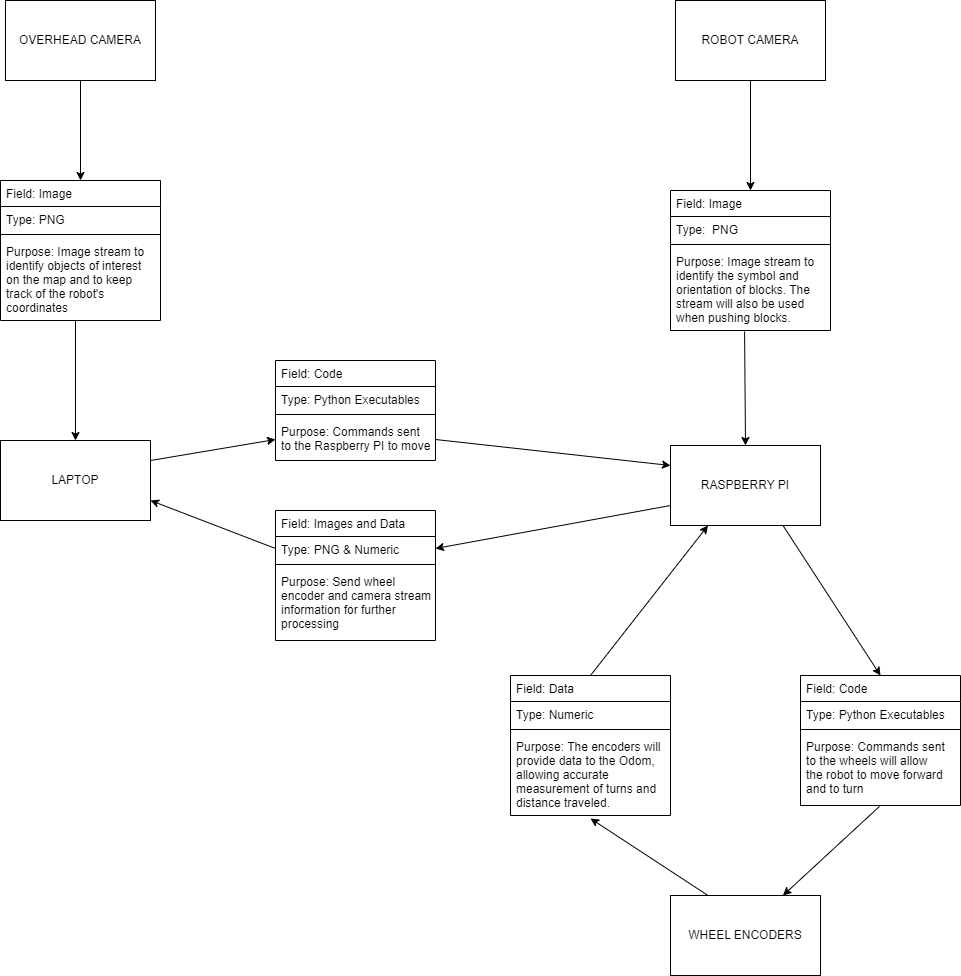 OVERHEAD CAMERA
ROBOT CAMERA
Field: Image
Type: PNG
Purpose: Image stream to
identify objects of interest
on the map and to keep
track of the robot's
coordinates
Field: Image
Type:  PNG
Purpose: Image stream to
identify the symbol and
orientation of blocks. The
stream will also be used
when pushing blocks.
Field: Code
Type: Python Executables
Purpose: Commands sent
to the Raspberry PI to move
LAPTOP
RASPBERRY PI
Field: Images and Data
Type: PNG & Numeric
Purpose: Send wheel
encoder and camera stream
information for further
processing
Field: Data
Type: Numeric
Purpose: The encoders will
provide data to the Odom,
allowing accurate
measurement of turns and
distance traveled.
Field: Code
Type: Python Executables
Purpose: Commands sent
to the wheels will allow
the robot to move forward
and to turn
WHEEL ENCODERS